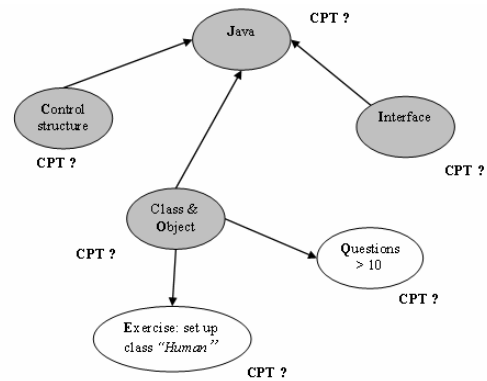 CPT ?
Java
Control
structure
CPT ?
Interface
CPT ?
Class &
Object
CPT ?
Questions
> 10
CPT ?
Exercise: set up
class “Human”
CPT ?